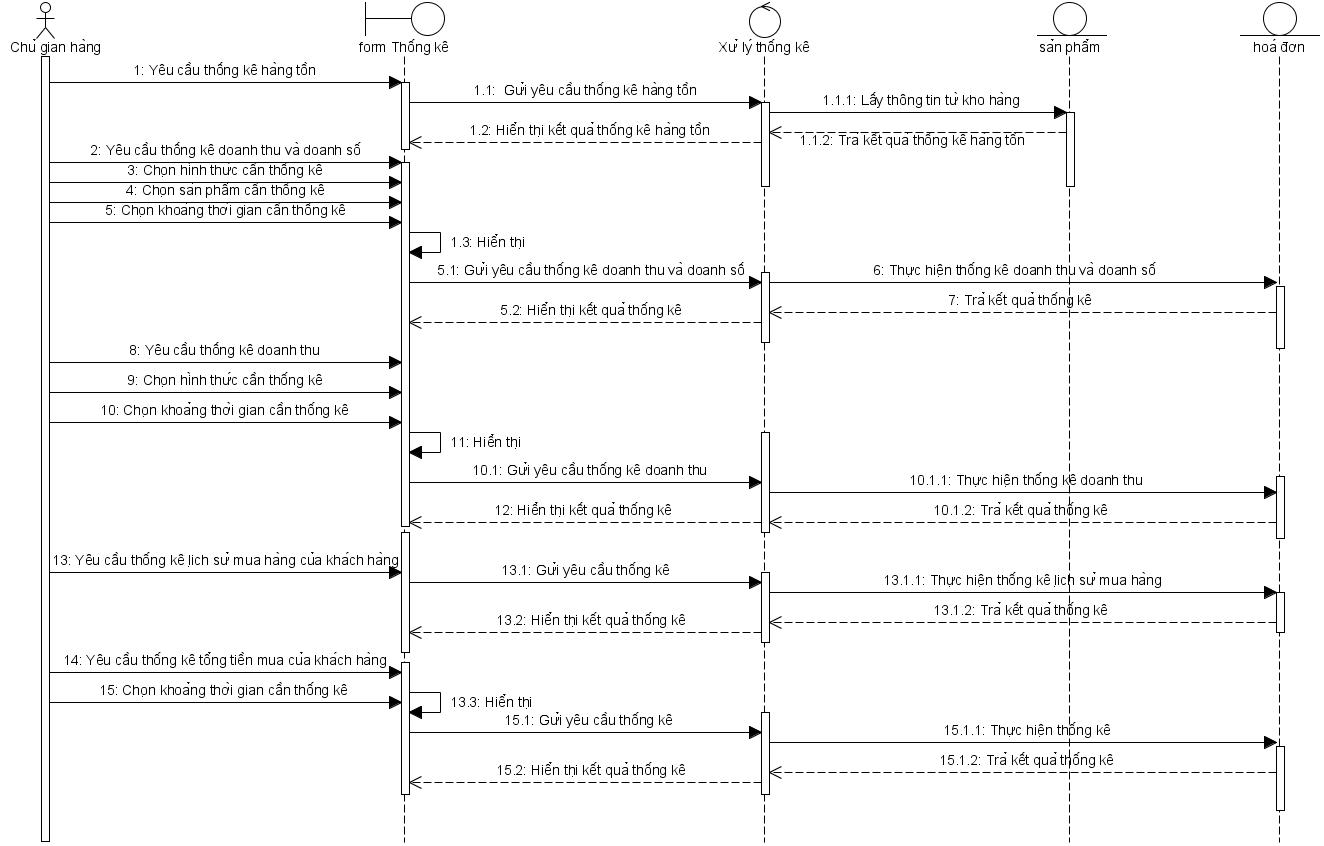 Chủ gian hàng
form Thống kê
Xử lý thống kê
sản phẩm
hoá đơn
1: Yêu cầu thống kê hàng tồn
1.1: Gửi yêu cầu thống kê hàng tồn
1.1.1: Lấy thông tin từ kho hàng
1.2: Hiển thị kết quả thống kê hàng tồn
1.1.2: Trả kết quả thống kê hàng tồn
2: Yêu cầu thống kê doanh thu và doanh số
3: Chọn hình thức cần thống kê
4: Chọn sản phẩm cần thống kê
5: Chọn khoảng thời gian cần thống kê
1.3: Hiển thị
5.1: Gửi yêu cầu thống kê doanh thu và doanh số
6: Thực hiện thống kê doanh thu và doanh số
7: Trả kết quả thống kê
5.2: Hiển thị kết quả thống kê
8: Yêu cầu thống kê doanh thu
9: Chọn hình thức cần thống kê
10: Chọn khoảng thời gian cần thống kê
11: Hiển thị
10.1: Gửi yêu cầu thống kê doanh thu
10.1.1: Thực hiện thống kê doanh thu
12: Hiển thị kết quả thống kê
10.1.2: Trả kết quả thống kê
13: Yêu cầu thống kê lịch sử mua hàng của khách hàng
13.1: Gửi yêu cầu thống kê
13.1.1: Thực hiện thống kê lịch sử mua hàng
13.2: Hiển thị kết quả thống kê
13.1.2: Trả kết quả thống kê
14: Yêu cầu thống kê tổng tiền mua của khách hàng
15: Chọn khoảng thời gian cần thống kê
13.3: Hiển thị
15.1: Gửi yêu cầu thống kê
15.1.1: Thực hiện thống kê
15.2: Hiển thị kết quả thống kê
15.1.2: Trả kết quả thống kê